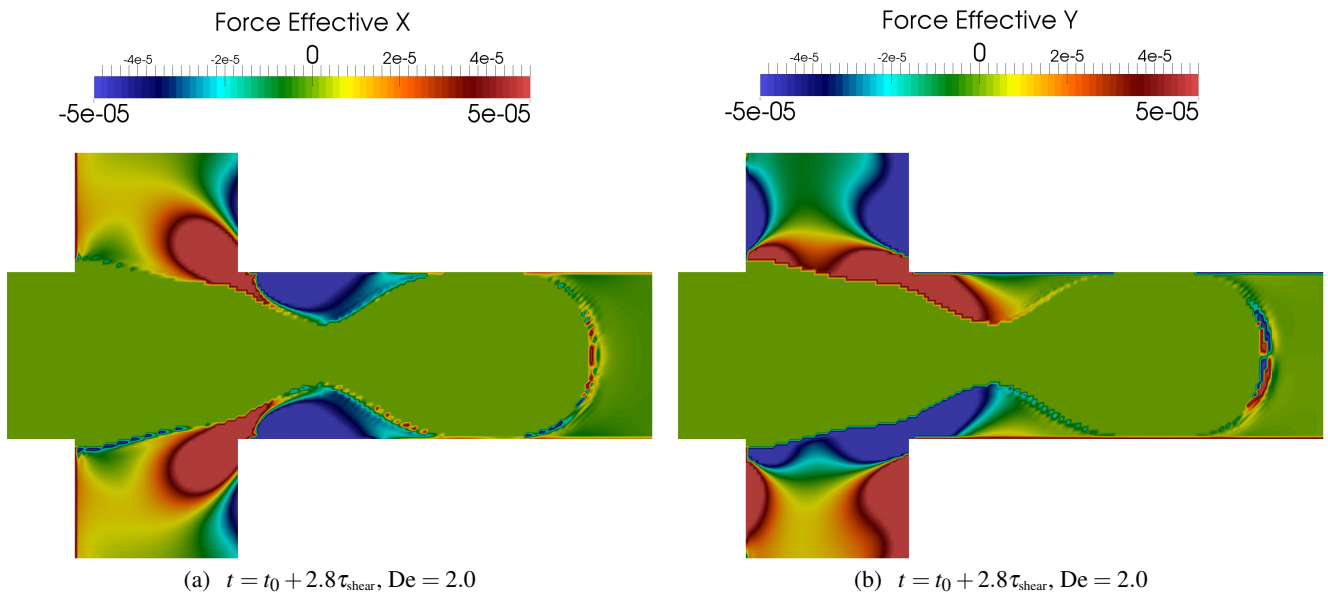 Force Effective X
-4e-5 -2e-5 0 2e-5 4e-5
-5e-05 5e-05
Force Effective Y
-4e-5 -2e-5 0 2e-5 4e-5
-5e-05 5e-05
(a) t = t₀ + 2.8τshear, De = 2.0
(b) t = t₀ + 2.8τshear, De = 2.0